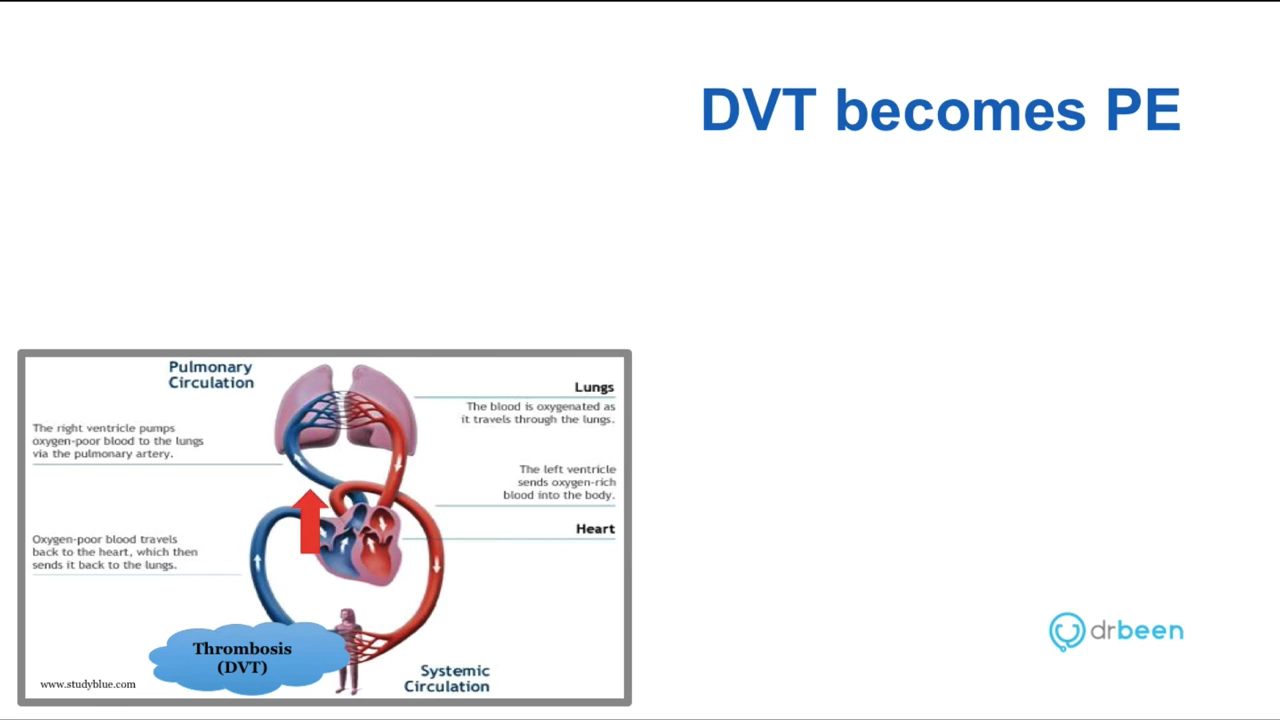 DVT becomes PE
Pulmonary
Circulation
Lungs
The blood is oxygenated as
it travels through the lungs.
The right ventricle pumps
oxygen-poor blood to the lungs
via the pulmonary artery.
The left ventricle
sends oxygen-rich
blood into the body.
Heart
Oxygen-poor blood travels
back to the heart, which then
sends it back to the lungs.
Thrombosis
(DVT)
Systemic
Circulation
www.studyblue.com
drbeen